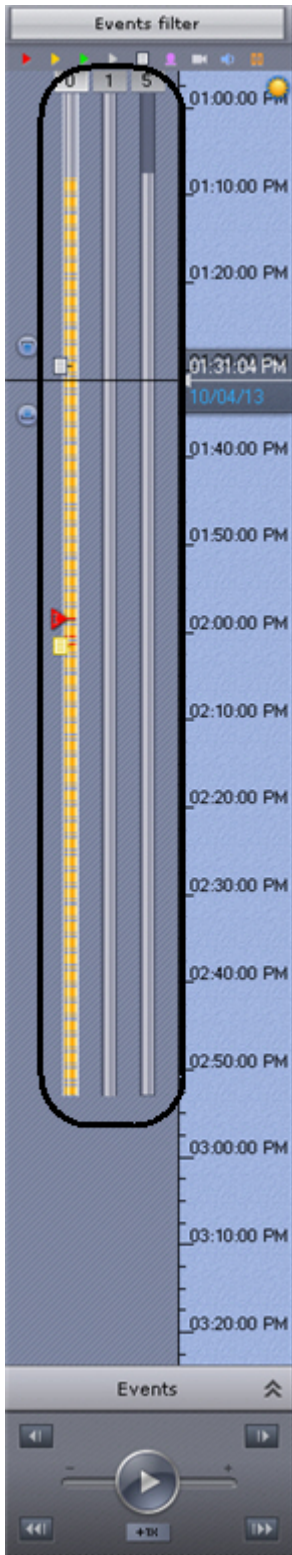 Events filter
0 1 5
01:00:00 PM
01:10:00 PM
01:20:00 PM
01:31:04 PM
10/04/13
01:40:00 PM
01:50:00 PM
02:00:00 PM
02:10:00 PM
02:20:00 PM
02:30:00 PM
02:40:00 PM
02:50:00 PM
03:00:00 PM
03:10:00 PM
03:20:00 PM
Events
- +
+1X